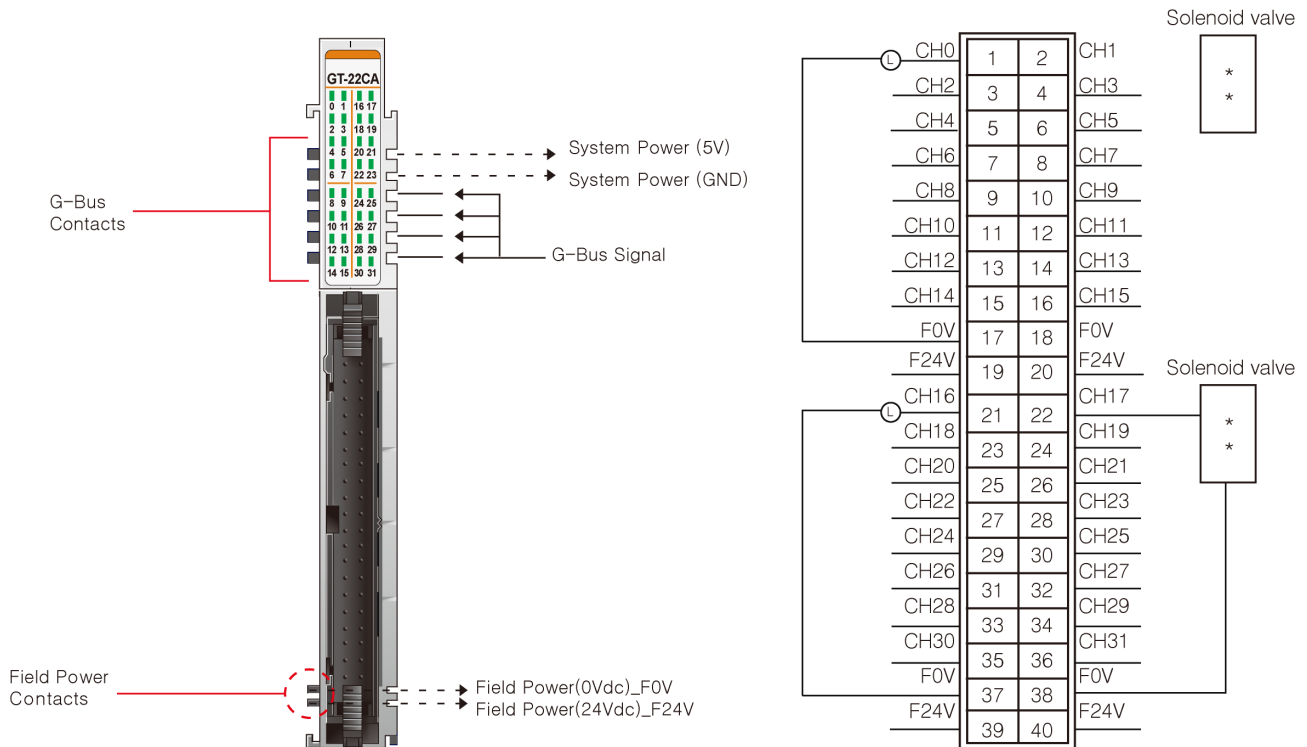 GT-22CA
0 1 16 17
2 3 18 19
4 5 20 21
6 7 22 23
8 9 24 25
10 11 26 27
12 13 28 29
14 15 30 31
G-Bus
Contacts
System Power (5V)
System Power (GND)
G-Bus Signal
Field Power
Contacts
Field Power(0Vdc)_F0V
Field Power(24Vdc)_F24V
Solenoid valve
*
*
L CH0 1 2 CH1
CH2 3 4 CH3
CH4 5 6 CH5
CH6 7 8 CH7
CH8 9 10 CH9
CH10 11 12 CH11
CH12 13 14 CH13
CH14 15 16 CH15
F0V 17 18 F0V
F24V 19 20 F24V
Solenoid valve
*
*
L CH16 21 22 CH17
CH18 23 24 CH19
CH20 25 26 CH21
CH22 27 28 CH23
CH24 29 30 CH25
CH26 31 32 CH27
CH28 33 34 CH29
CH30 35 36 CH31
F0V 37 38 F0V
F24V 39 40 F24V